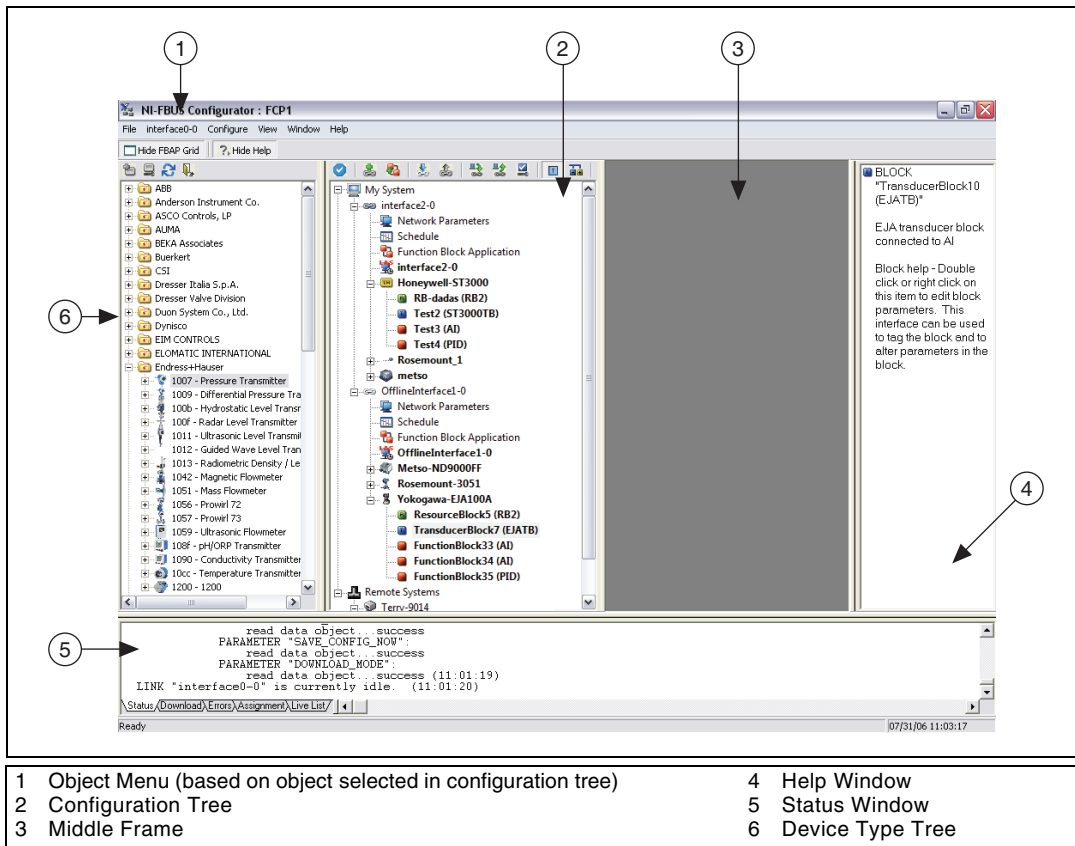 1
2
3
NI-FBUS Configurator : FCP1
File interface0-0 Configure View Window Help
Hide FBAP Grid ? Hide Help
ABB
Anderson Instrument Co.
ASCO Controls, LP
AUMA
BEKA Associates
Buerkert
CSI
Dresser Italia S.p.A.
Dresser Valve Division
Duon System Co., Ltd.
Dynisco
EIM CONTROLS
ELOMATIC INTERNATIONAL
Endress+Hauser
1007 - Pressure Transmitter
1009 - Differential Pressure Tra
100b - Hydrostatic Level Transr
100f - Radar Level Transmitter
1011 - Ultrasonic Level Transmit
1012 - Guided Wave Level Tran
1013 - Radiometric Density / Le
1042 - Magnetic Flowmeter
1051 - Mass Flowmeter
1056 - Prowirl 72
1057 - Prowirl 73
1059 - Ultrasonic Flowmeter
108f - pH/ORP Transmitter
1090 - Conductivity Transmitter
10cc - Temperature Transmitter
1200 - 1200
6
My System
interface2-0
Network Parameters
Schedule
Function Block Application
interface2-0
Honeywell-ST3000
RB-dadas (RB2)
Test2 (ST3000TB)
Test3 (AI)
Test4 (PID)
Rosemount_1
metso
OfflineInterface1-0
Network Parameters
Schedule
Function Block Application
OfflineInterface1-0
Metso-ND9000FF
Rosemount-3051
Yokogawa-EJA100A
ResourceBlock5 (RB2)
TransducerBlock7 (EJATB)
FunctionBlock33 (AI)
FunctionBlock34 (AI)
FunctionBlock35 (PID)
Remote Systems
Terry-9014
BLOCK
"TransducerBlock10
(EJATB)"
EJA transducer block
connected to AI
Block help - Double
click or right click on
this item to edit block
parameters. This
interface can be used
to tag the block and to
alter parameters in the
block.
4
5
read data object...success
PARAMETER "SAVE_CONFIG_NOW":
read data object...success
PARAMETER "DOWNLOAD_MODE":
read data object...success (11:01:19)
LINK "interface0-0" is currently idle. (11:01:20)
Status Download Errors Assignment Live List
Ready 07/31/06 11:03:17
1 Object Menu (based on object selected in configuration tree)
2 Configuration Tree
3 Middle Frame
4 Help Window
5 Status Window
6 Device Type Tree